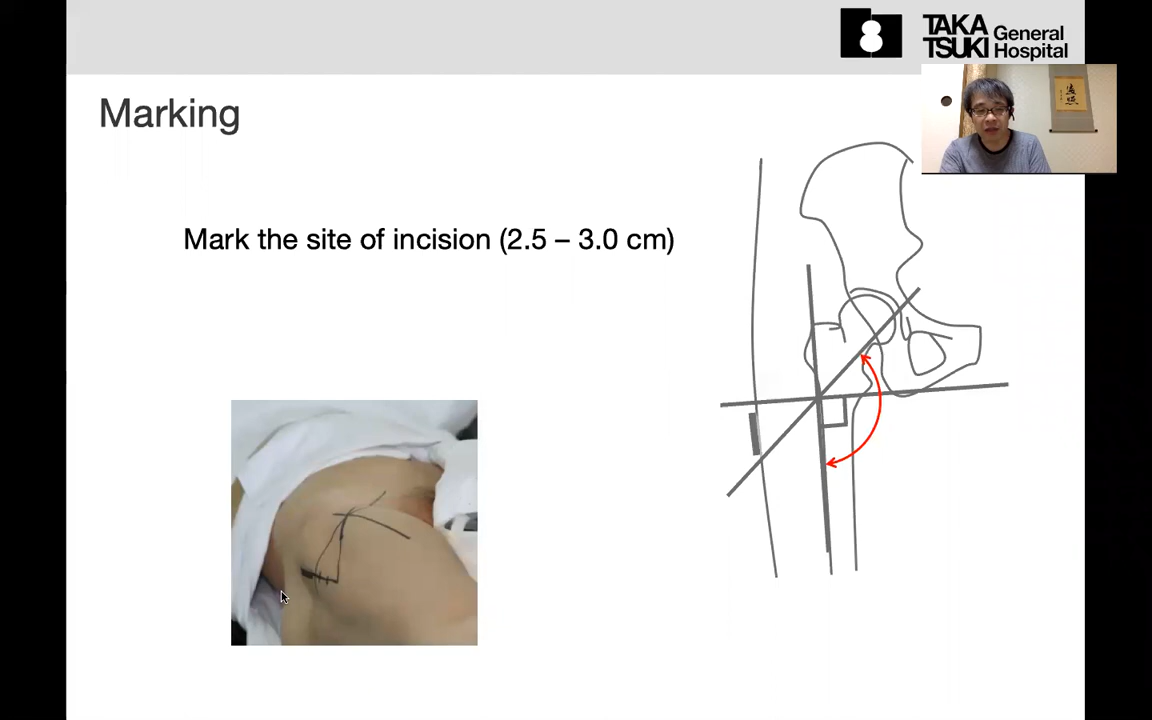 TAKA
TSUKI General
Hospital
Marking
Mark the site of incision (2.5 – 3.0 cm)